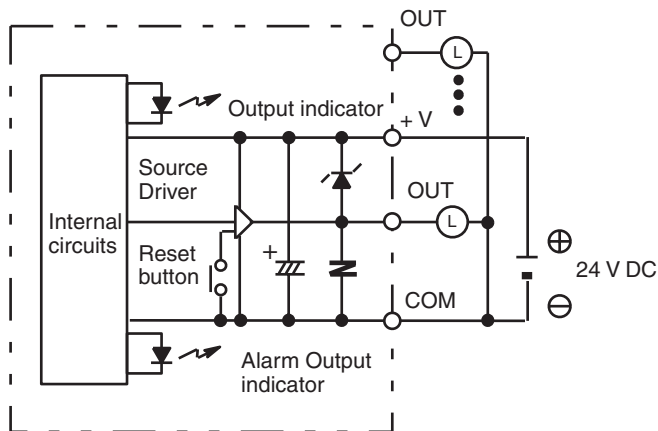 OUT
L
Output indicator
+ V
Source
Driver
OUT
Internal
circuits
L
Reset
button
+
24 V DC
COM
Alarm Output
indicator